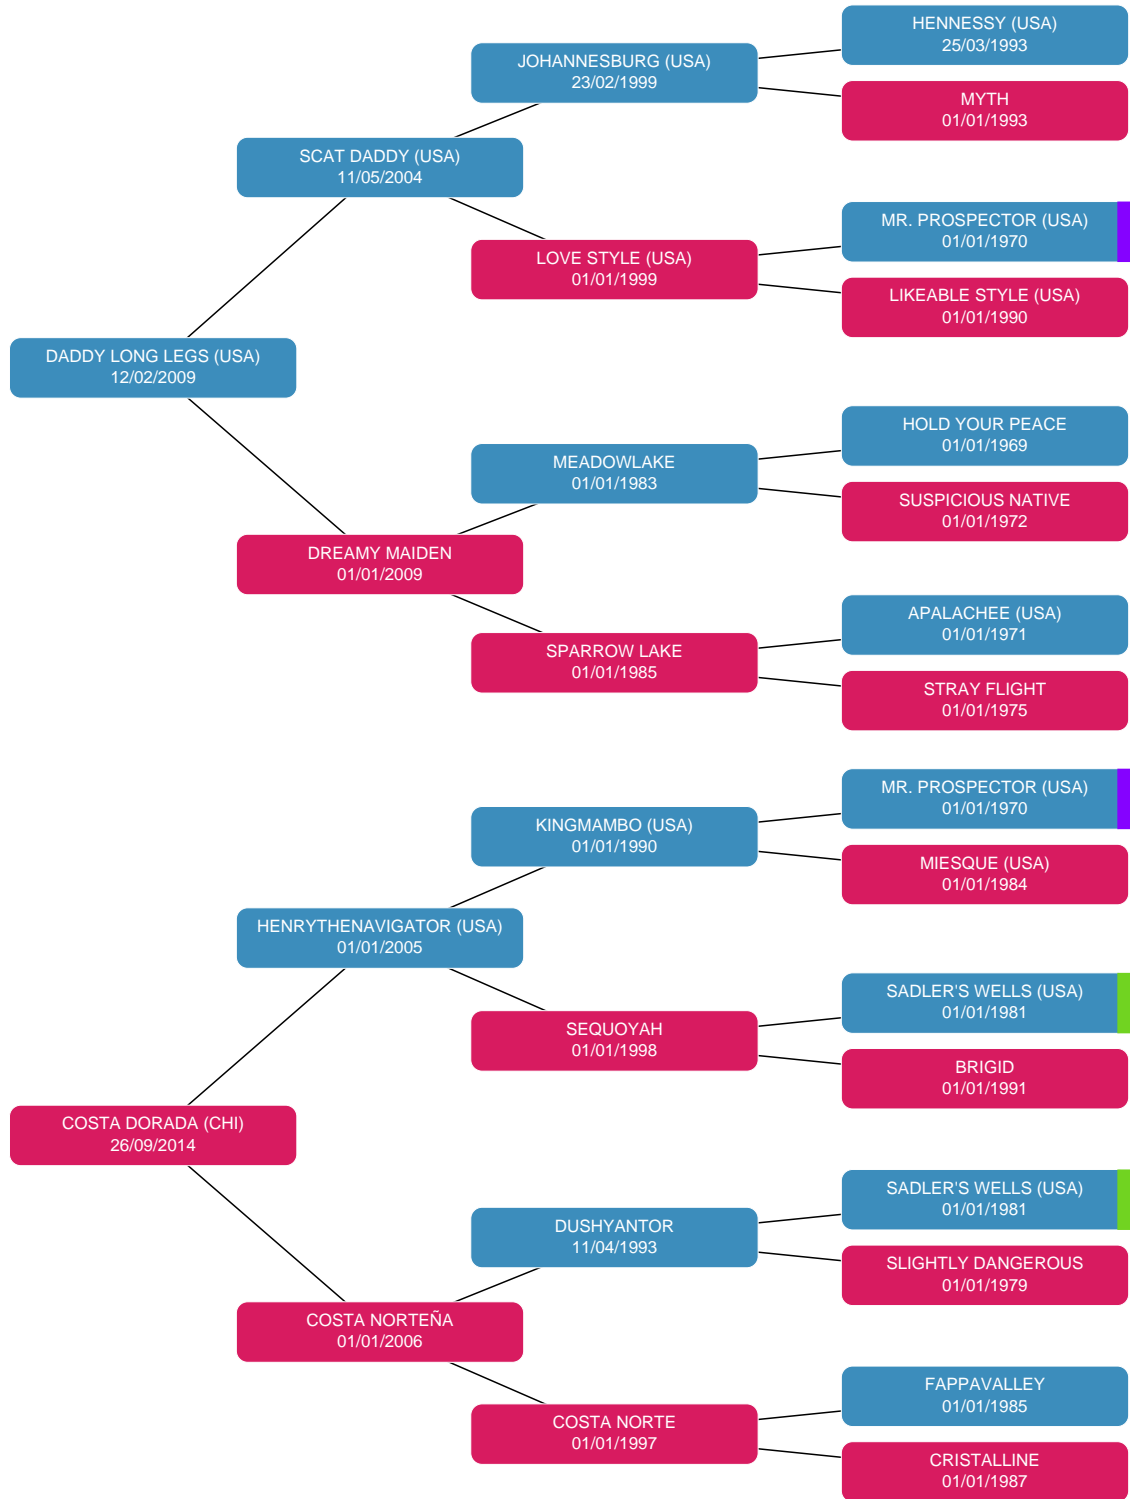 HENNESSY (USA)
25/03/1993
JOHANNESBURG (USA)
23/02/1999
MYTH
01/01/1993
SCAT DADDY (USA)
11/05/2004
MR. PROSPECTOR (USA)
01/01/1970
LOVE STYLE (USA)
01/01/1999
LIKEABLE STYLE (USA)
01/01/1990
DADDY LONG LEGS (USA)
12/02/2009
HOLD YOUR PEACE
01/01/1969
MEADOWLAKE
01/01/1983
SUSPICIOUS NATIVE
01/01/1972
DREAMY MAIDEN
01/01/2009
APALACHEE (USA)
01/01/1971
SPARROW LAKE
01/01/1985
STRAY FLIGHT
01/01/1975
MR. PROSPECTOR (USA)
01/01/1970
KINGMAMBO (USA)
01/01/1990
MIESQUE (USA)
01/01/1984
HENRYTHENAVIGATOR (USA)
01/01/2005
SADLER'S WELLS (USA)
01/01/1981
SEQUOYAH
01/01/1998
BRIGID
01/01/1991
COSTA DORADA (CHI)
26/09/2014
SADLER'S WELLS (USA)
01/01/1981
DUSHYANTOR
11/04/1993
SLIGHTLY DANGEROUS
01/01/1979
COSTA NORTEÑA
01/01/2006
FAPPAVALLEY
01/01/1985
COSTA NORTE
01/01/1997
CRISTALLINE
01/01/1987